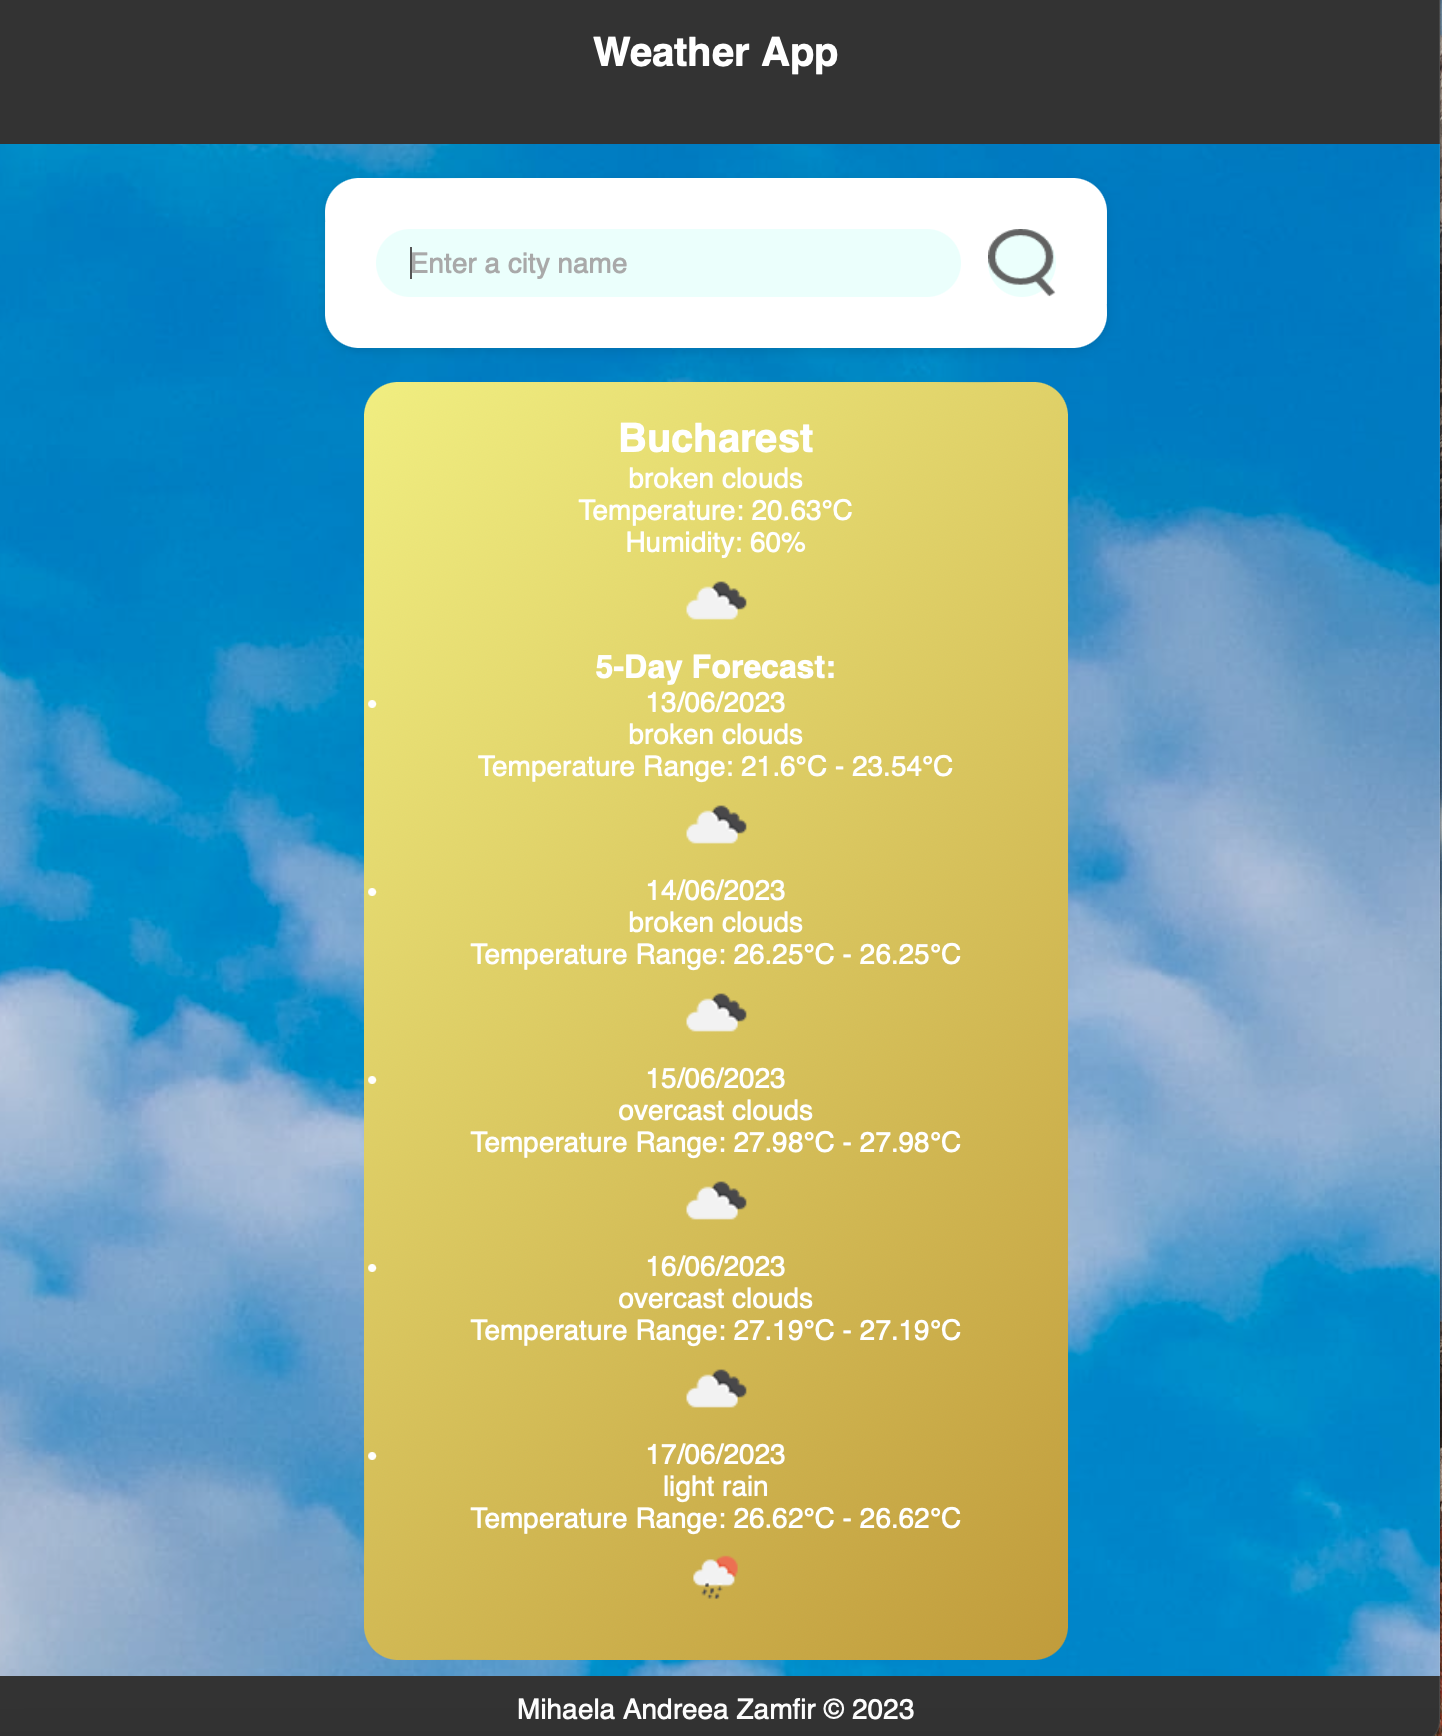 Weather App
Enter a city name
Bucharest
broken clouds
Temperature: 20.63°C
Humidity: 60%
5-Day Forecast:
13/06/2023
broken clouds
Temperature Range: 21.6°C - 23.54°C
14/06/2023
broken clouds
Temperature Range: 26.25°C - 26.25°C
15/06/2023
overcast clouds
Temperature Range: 27.98°C - 27.98°C
16/06/2023
overcast clouds
Temperature Range: 27.19°C - 27.19°C
17/06/2023
light rain
Temperature Range: 26.62°C - 26.62°C
Mihaela Andreea Zamfir © 2023